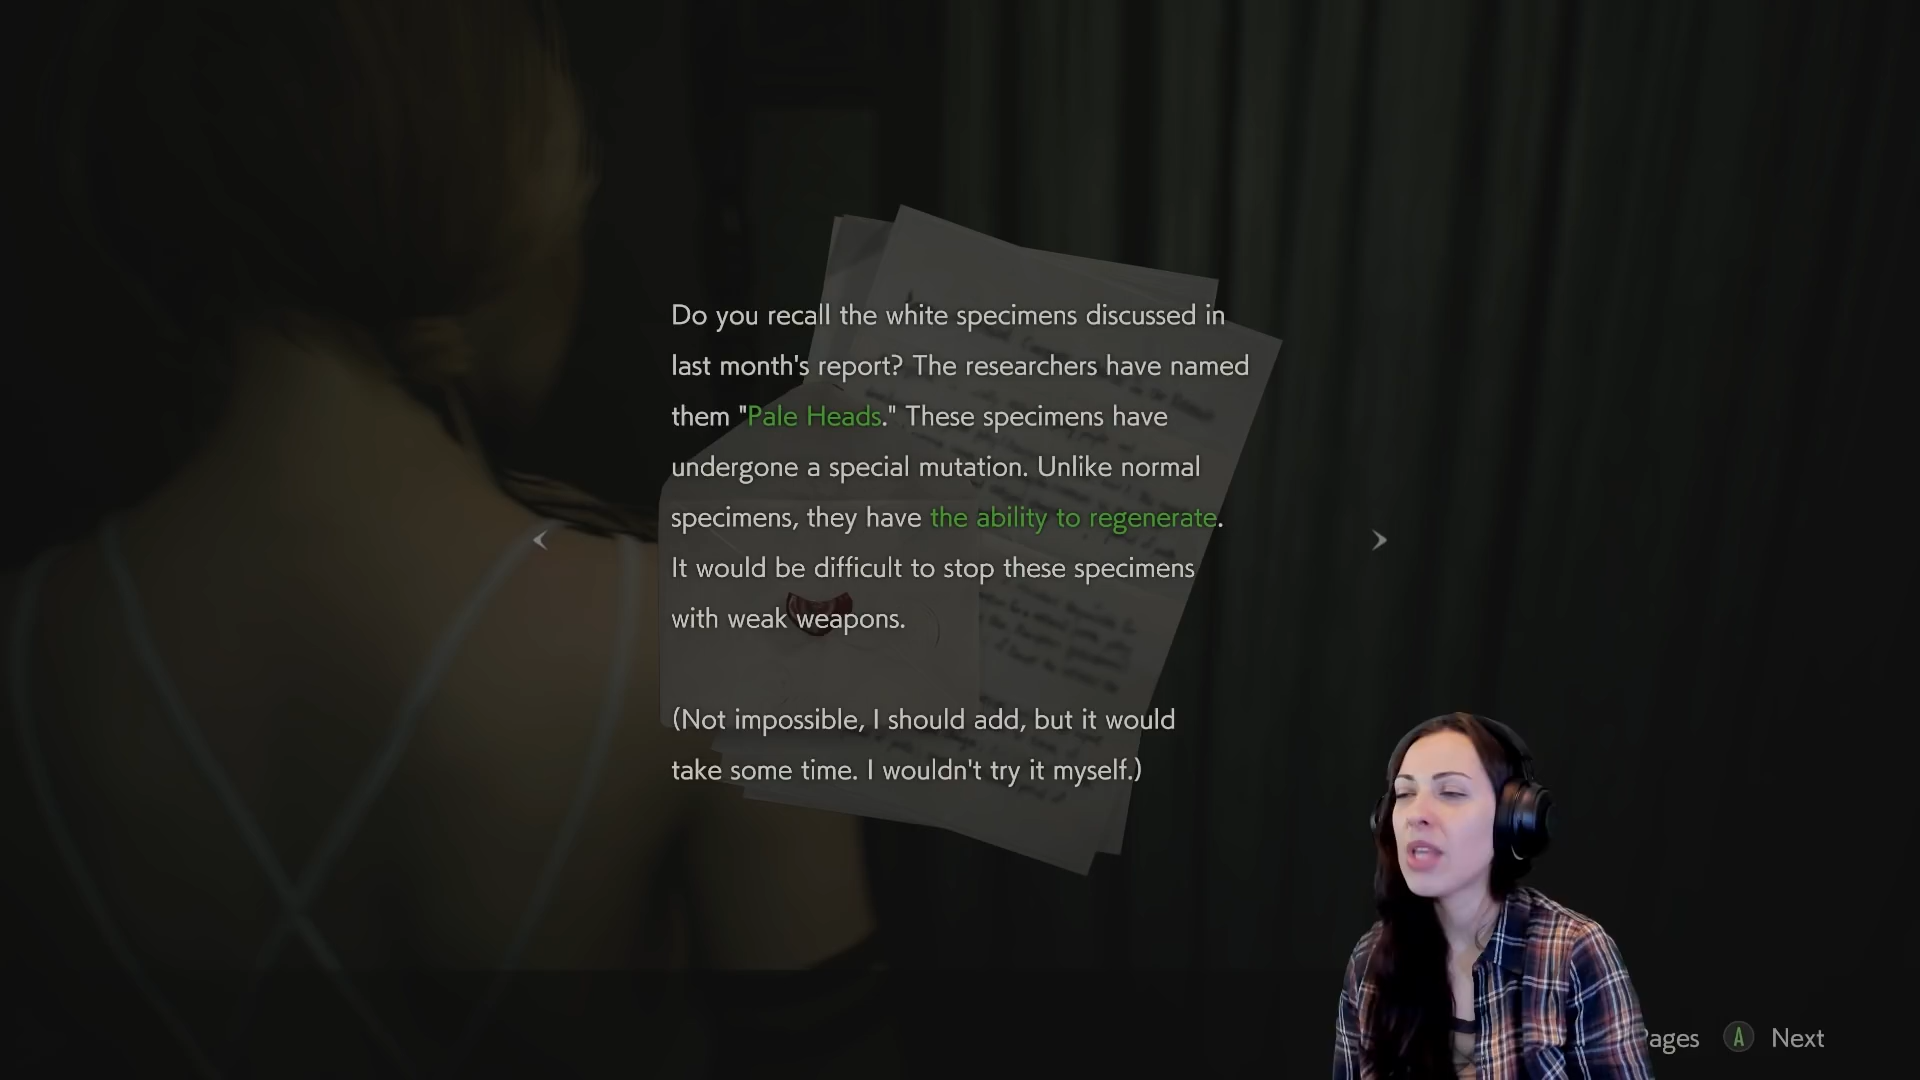 Do you recall the white specimens discussed in
last month's report? The researchers have named
them "Pale Heads." These specimens have
undergone a special mutation. Unlike normal
specimens, they have the ability to regenerate.
It would be difficult to stop these specimens
with weak weapons.
(Not impossible, I should add, but it would
take some time. I wouldn't try it myself.)
Pages A Next